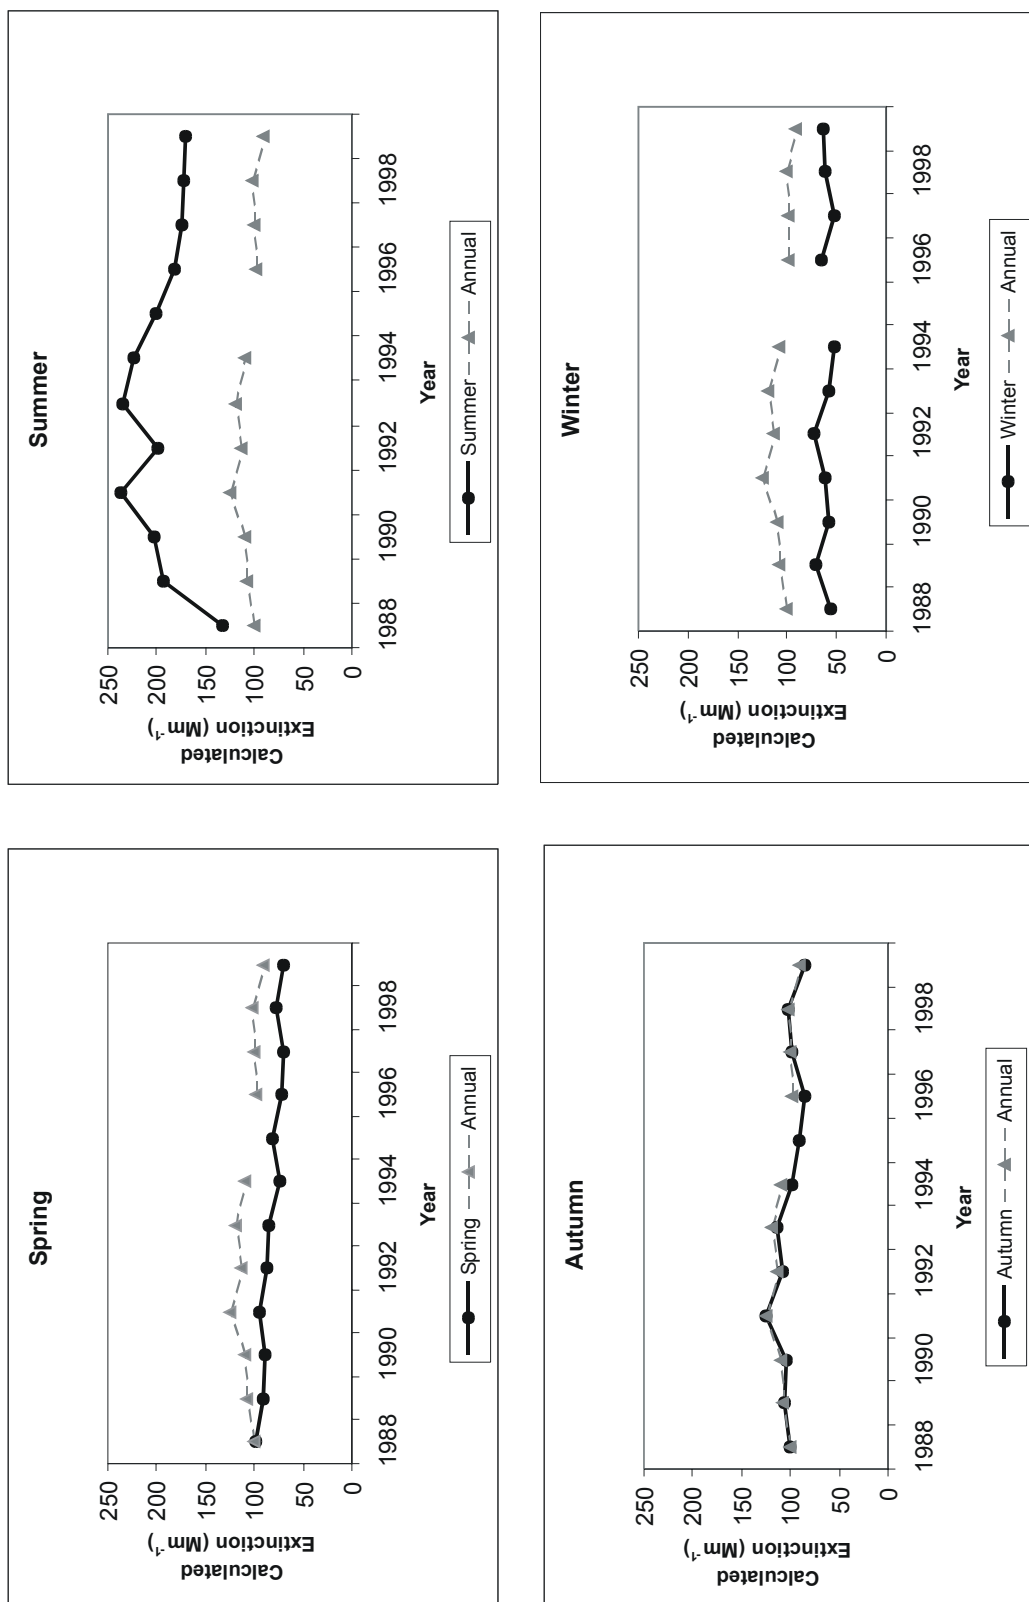 Spring
Calculated
Extinction (Mm⁻¹)
250
200
150
100
50
0
1988 1990 1992 1994 1996 1998
Year
Spring Annual
Summer
Calculated
Extinction (Mm⁻¹)
250
200
150
100
50
0
1988 1990 1992 1994 1996 1998
Year
Summer Annual
Autumn
Calculated
Extinction (Mm⁻¹)
250
200
150
100
50
0
1988 1990 1992 1994 1996 1998
Year
Autumn Annual
Winter
Calculated
Extinction (Mm⁻¹)
250
200
150
100
50
0
1988 1990 1992 1994 1996 1998
Year
Winter Annual